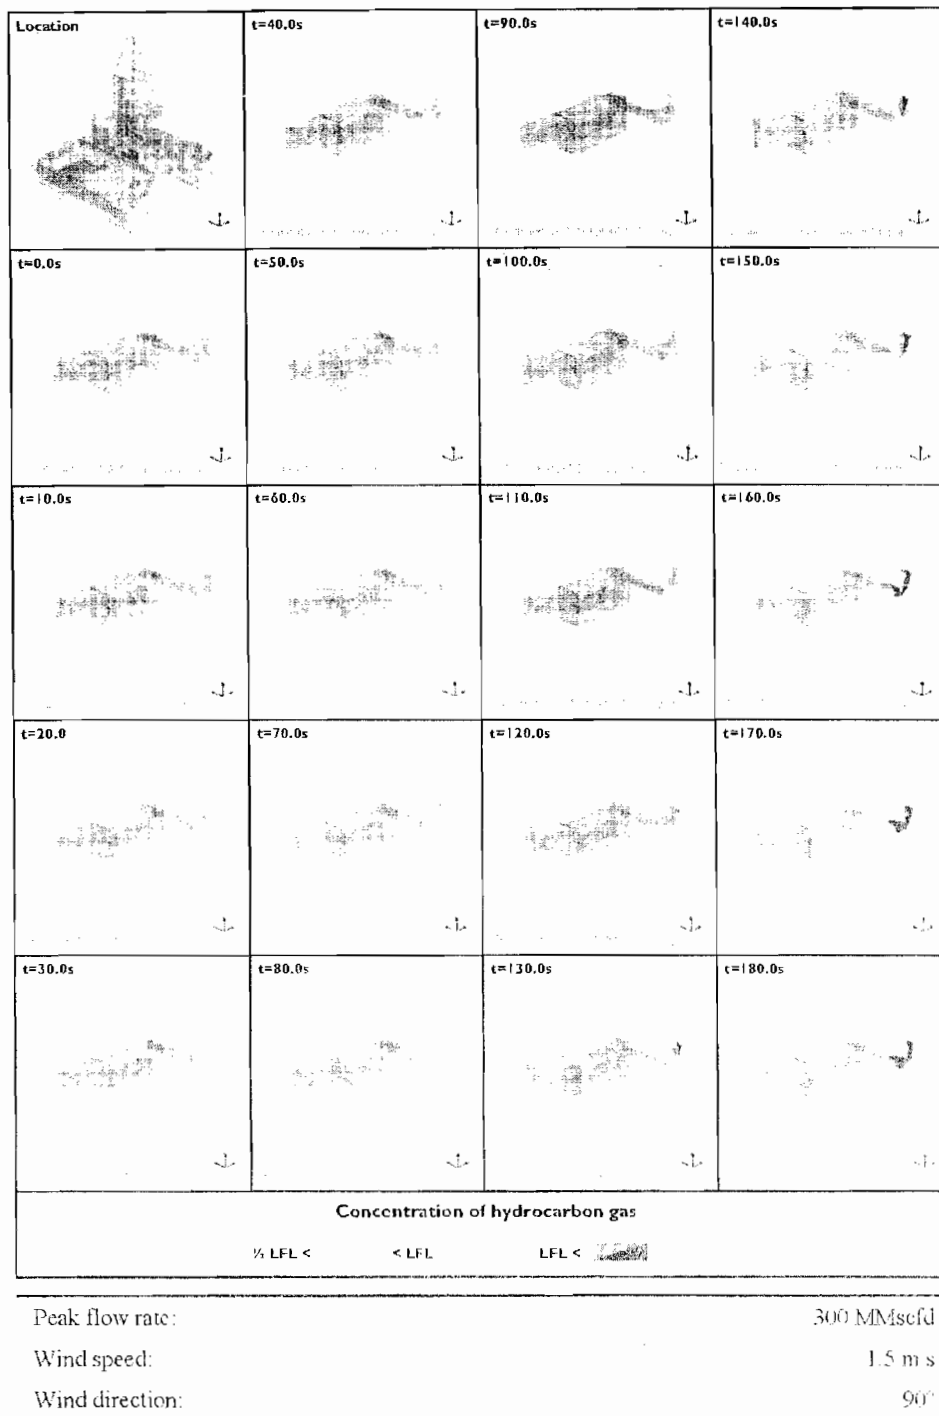 Location
t=40.0s
t=90.0s
t=140.0s
t=0.0s
t=50.0s
t=100.0s
t=150.0s
t=10.0s
t=60.0s
t=110.0s
t=160.0s
t=20.0
t=70.0s
t=120.0s
t=170.0s
t=30.0s
t=80.0s
t=130.0s
t=180.0s
Concentration of hydrocarbon gas
½ LFL < < LFL LFL <
Peak flow rate: 300 MMscfd
Wind speed: 1.5 m s
Wind direction: 90°